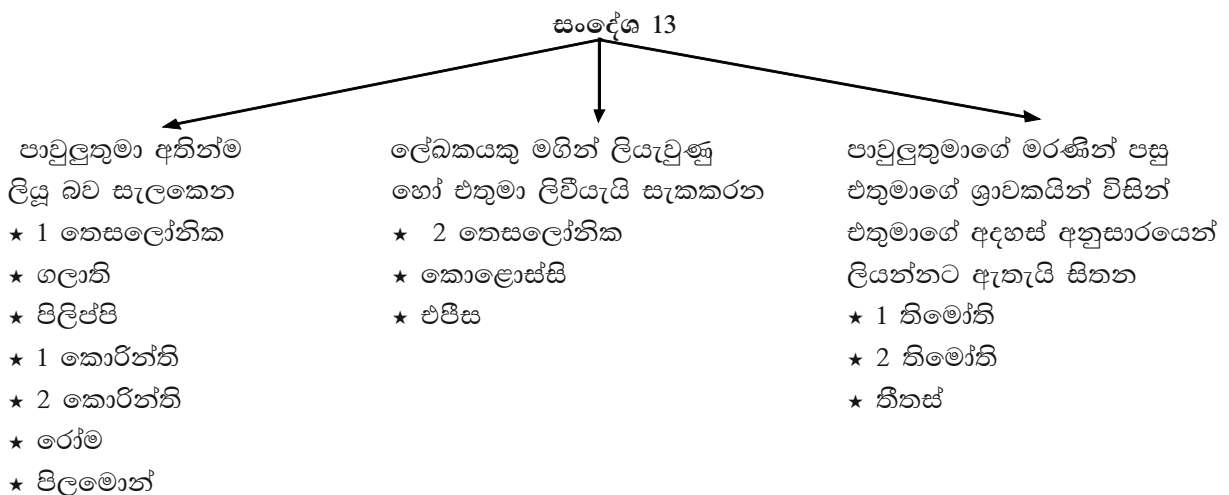 සංදේශ 13
පාවුලුතුමා අතින්ම
ලියූ බව සැලකෙන
★ 1 තෙසලෝනික
★ ගලාති
★ පිලිප්පි
★ 1 කොරින්ති
★ 2 කොරින්ති
★ රෝම
★ පිලමොන්
ලේඛකයකු මගින් ලියැවුණු
හෝ එතුමා ලිවීයැයි සැකකරන
★ 2 තෙසලෝනික
★ කොළොස්සි
★ එපීස
පාවුලුතුමාගේ මරණින් පසු
එතුමාගේ ශ්‍රාවකයින් විසින්
එතුමාගේ අදහස් අනුසාරයෙන්
ලියන්නට ඇතැයි සිතන
★ 1 තිමෝති
★ 2 තිමෝති
★ තීතස්